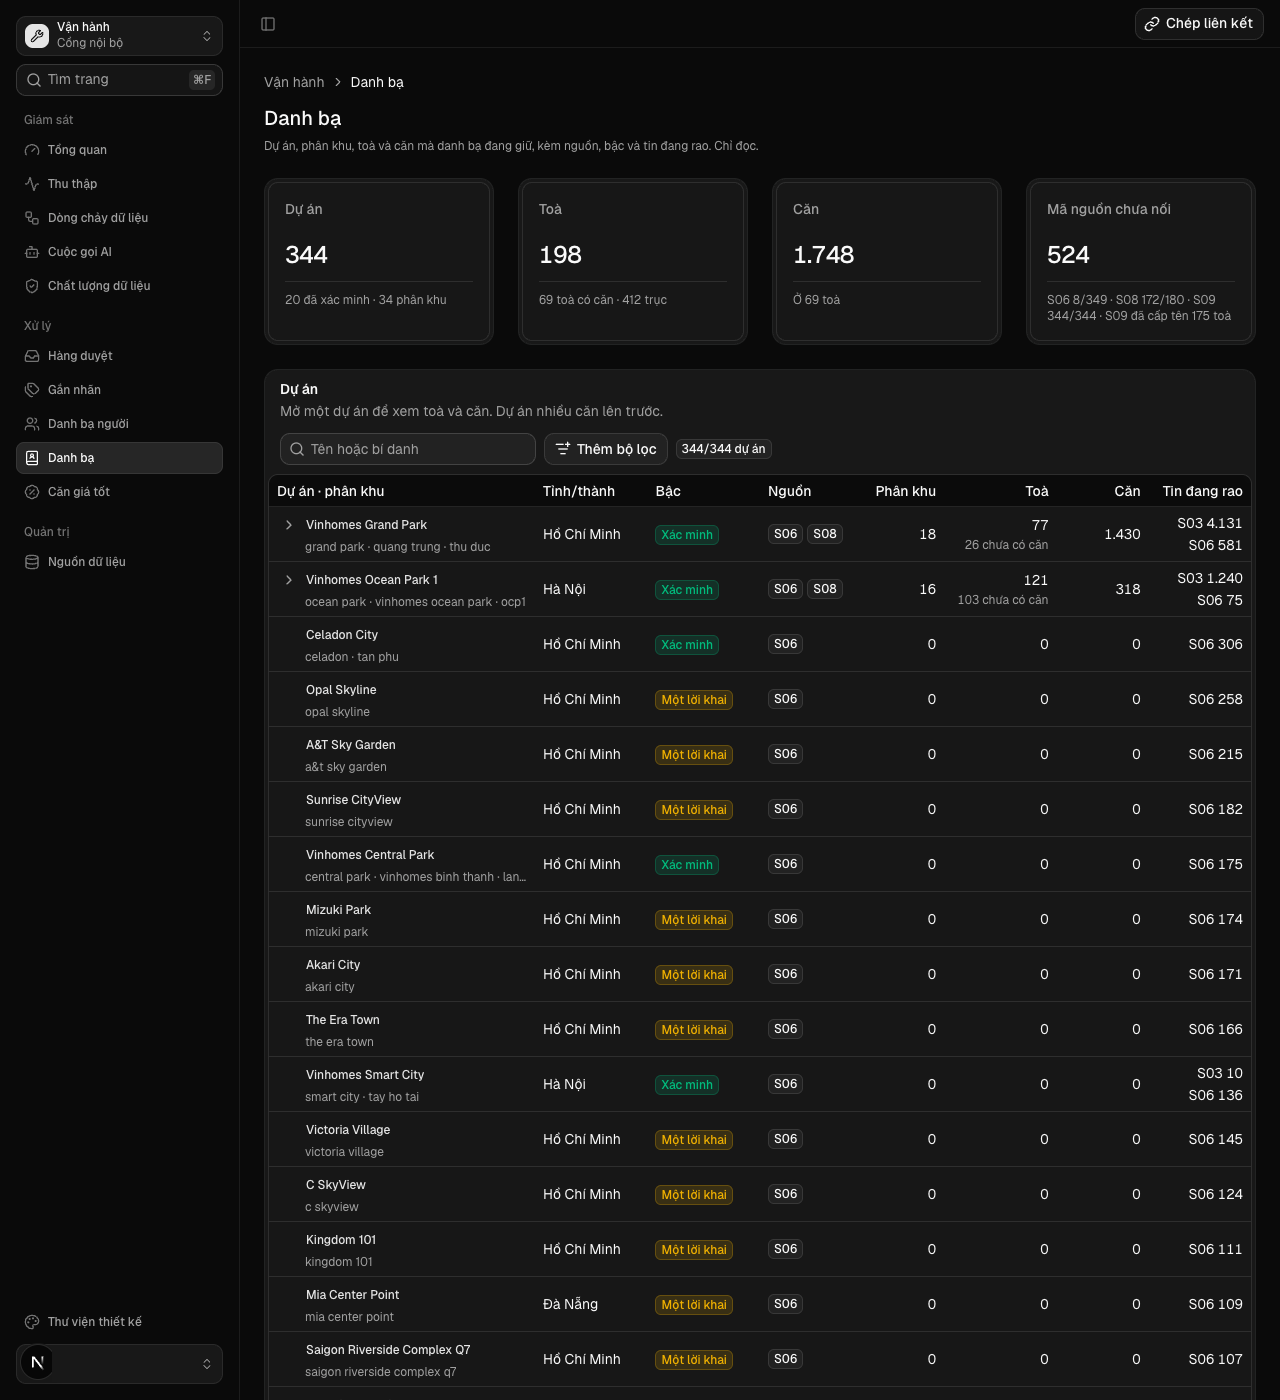 Vận hành
Cổng nội bộ
Tìm trang
⌘F
Giám sát
Tổng quan
Thu thập
Dòng chảy dữ liệu
Cuộc gọi AI
Chất lượng dữ liệu
Xử lý
Hàng duyệt
Gắn nhãn
Danh bạ người
Danh bạ
Căn giá tốt
Quản trị
Nguồn dữ liệu
Thư viện thiết kế
N
Chép liên kết
Vận hành > Danh bạ
Danh bạ
Dự án, phân khu, toà và căn mà danh bạ đang giữ, kèm nguồn, bậc và tin đang rao. Chỉ đọc.
Dự án
344
20 đã xác minh · 34 phân khu
Toà
198
69 toà có căn · 412 trục
Căn
1.748
Ở 69 toà
Mã nguồn chưa nối
524
S06 8/349 · S08 172/180 · S09
344/344 · S09 đã cấp tên 175 toà
Dự án
Mở một dự án để xem toà và căn. Dự án nhiều căn lên trước.
Tên hoặc bí danh
Thêm bộ lọc
344/344 dự án
Dự án · phân khu Tỉnh/thành Bậc Nguồn Phân khu Toà Căn Tin đang rao
Vinhomes Grand Park Hồ Chí Minh Xác minh S06 S08 18 77 1.430 S03 4.131
grand park · quang trung · thu duc 26 chưa có căn S06 581
Vinhomes Ocean Park 1 Hà Nội Xác minh S06 S08 16 121 318 S03 1.240
ocean park · vinhomes ocean park · ocp1 103 chưa có căn S06 75
Celadon City Hồ Chí Minh Xác minh S06 0 0 0 S06 306
celadon · tan phu
Opal Skyline Hồ Chí Minh Một lời khai S06 0 0 0 S06 258
opal skyline
A&T Sky Garden Hồ Chí Minh Một lời khai S06 0 0 0 S06 215
a&t sky garden
Sunrise CityView Hồ Chí Minh Một lời khai S06 0 0 0 S06 182
sunrise cityview
Vinhomes Central Park Hồ Chí Minh Xác minh S06 0 0 0 S06 175
central park · vinhomes binh thanh · lan…
Mizuki Park Hồ Chí Minh Một lời khai S06 0 0 0 S06 174
mizuki park
Akari City Hồ Chí Minh Một lời khai S06 0 0 0 S06 171
akari city
The Era Town Hồ Chí Minh Một lời khai S06 0 0 0 S06 166
the era town
Vinhomes Smart City Hà Nội Xác minh S06 0 0 0 S03 10
smart city · tay ho tai S06 136
Victoria Village Hồ Chí Minh Một lời khai S06 0 0 0 S06 145
victoria village
C SkyView Hồ Chí Minh Một lời khai S06 0 0 0 S06 124
c skyview
Kingdom 101 Hồ Chí Minh Một lời khai S06 0 0 0 S06 111
kingdom 101
Mia Center Point Đà Nẵng Một lời khai S06 0 0 0 S06 109
mia center point
Saigon Riverside Complex Q7 Hồ Chí Minh Một lời khai S06 0 0 0 S06 107
saigon riverside complex q7